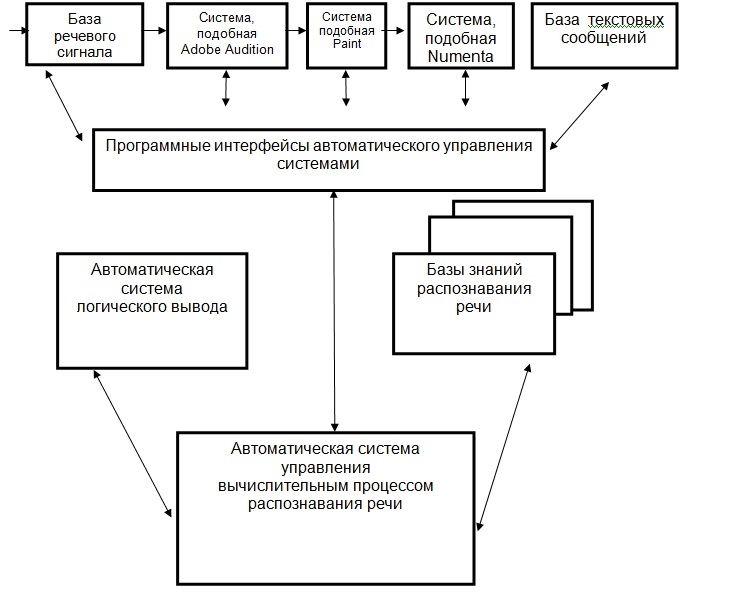 База
речевого
сигнала
Система,
подобная
Adobe Audition
Система
подобная
Paint
Система,
подобная
Numenta
База текстовых
сообщений
Программные интерфейсы автоматического управления
системами
Автоматическая
система
логического вывода
Базы знаний
распознавания
речи
Автоматическая система
управления
вычислительным процессом
распознавания речи